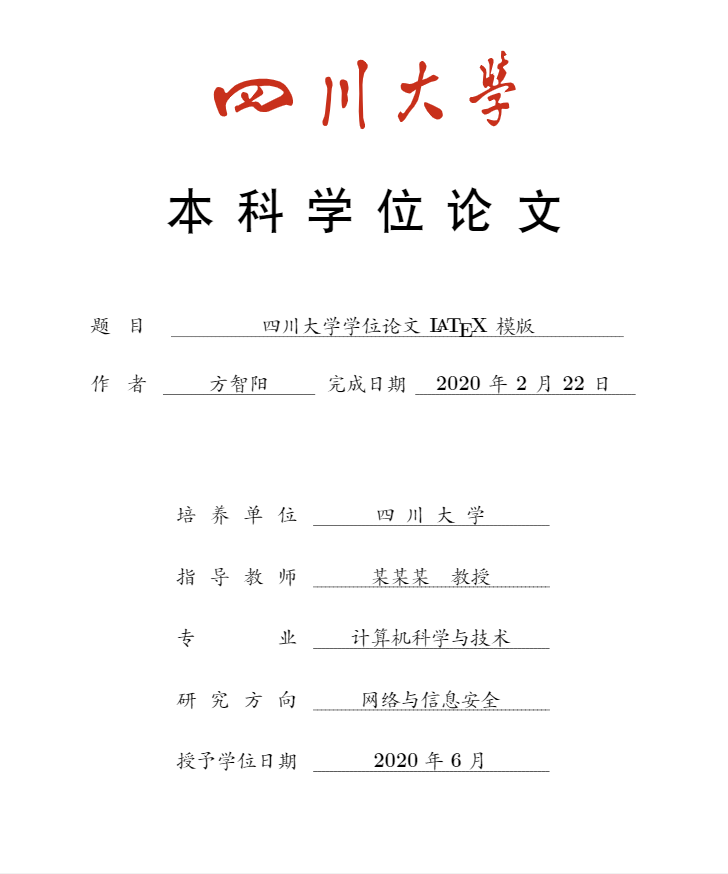 四川大學
本科学位论文
题 目 四川大学学位论文 LATEX 模版
作 者 方智阳 完成日期 2020 年 2 月 22 日
培 养 单 位 四 川 大 学
指 导 教 师 某某某 教授
专 业 计算机科学与技术
研 究 方 向 网络与信息安全
授予学位日期 2020 年 6 月